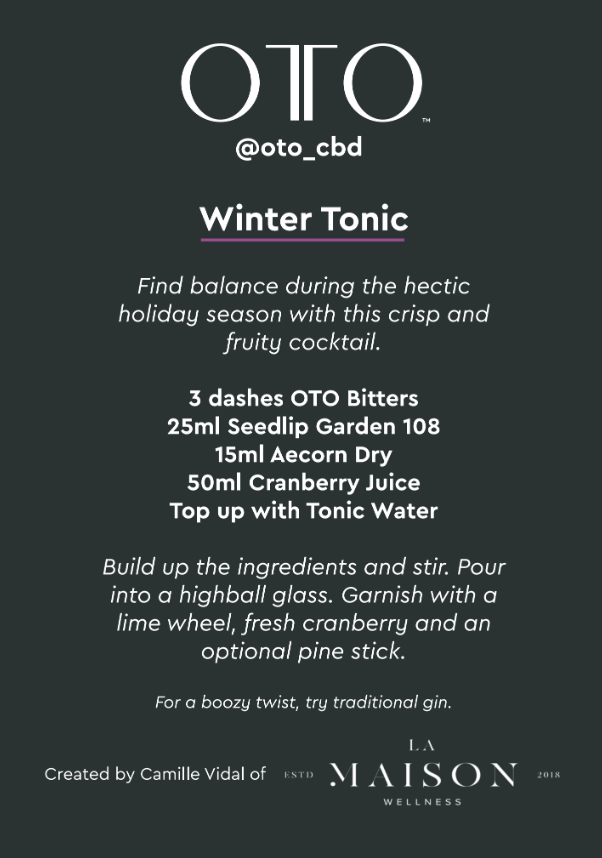 OTO™
@oto_cbd
Winter Tonic
Find balance during the hectic
holiday season with this crisp and
fruity cocktail.
3 dashes OTO Bitters
25ml Seedlip Garden 108
15ml Aecorn Dry
50ml Cranberry Juice
Top up with Tonic Water
Build up the ingredients and stir. Pour
into a highball glass. Garnish with a
lime wheel, fresh cranberry and an
optional pine stick.
For a boozy twist, try traditional gin.
LA
Created by Camille Vidal of ESTD MAISON 2018
WELLNESS